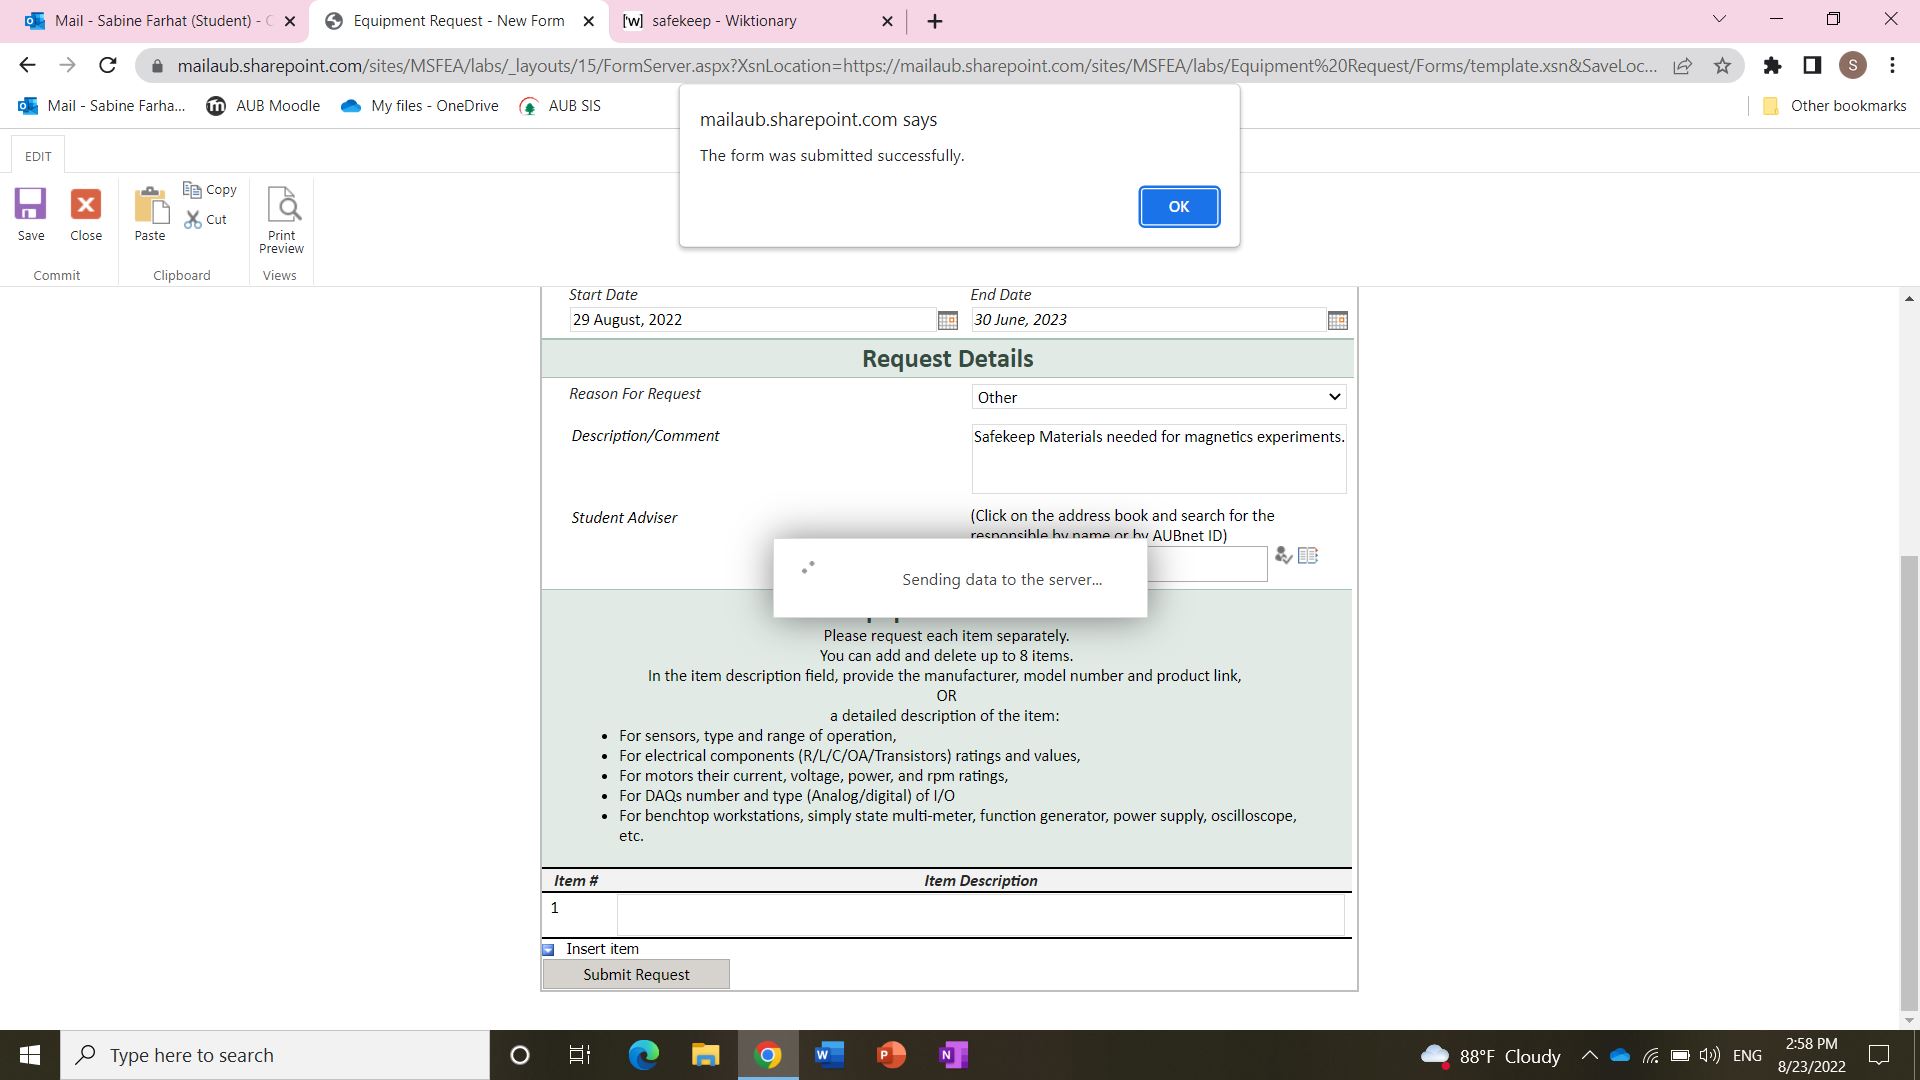 Mail - Sabine Farhat (Student) -
Equipment Request - New Form
['w] safekeep - Wiktionary
mailaub.sharepoint.com/sites/MSFEA/labs/_layouts/15/FormServer.aspx?XsnLocation=https://mailaub.sharepoint.com/sites/MSFEA/labs/Equipment%20Request/Forms/template.xsn&SaveLoc...
S
Mail - Sabine Farha...
AUB Moodle
My files - OneDrive
AUB SIS
Other bookmarks
mailaub.sharepoint.com says
The form was submitted successfully.
OK
EDIT
Save
Close
Paste
Copy
Cut
Print
Preview
Commit
Clipboard
Views
Start Date
End Date
29 August, 2022
30 June, 2023
Request Details
Reason For Request
Other
Description/Comment
Safekeep Materials needed for magnetics experiments.
Student Adviser
(Click on the address book and search for the
responsible by name or by AUBnet ID)
Sending data to the server...
Please request each item separately.
You can add and delete up to 8 items.
In the item description field, provide the manufacturer, model number and product link,
OR
a detailed description of the item:
• For sensors, type and range of operation,
• For electrical components (R/L/C/OA/Transistors) ratings and values,
• For motors their current, voltage, power, and rpm ratings,
• For DAQs number and type (Analog/digital) of I/O
• For benchtop workstations, simply state multi-meter, function generator, power supply, oscilloscope,
etc.
Item #
Item Description
1
Insert item
Submit Request
Type here to search
88°F Cloudy
ENG
2:58 PM
8/23/2022